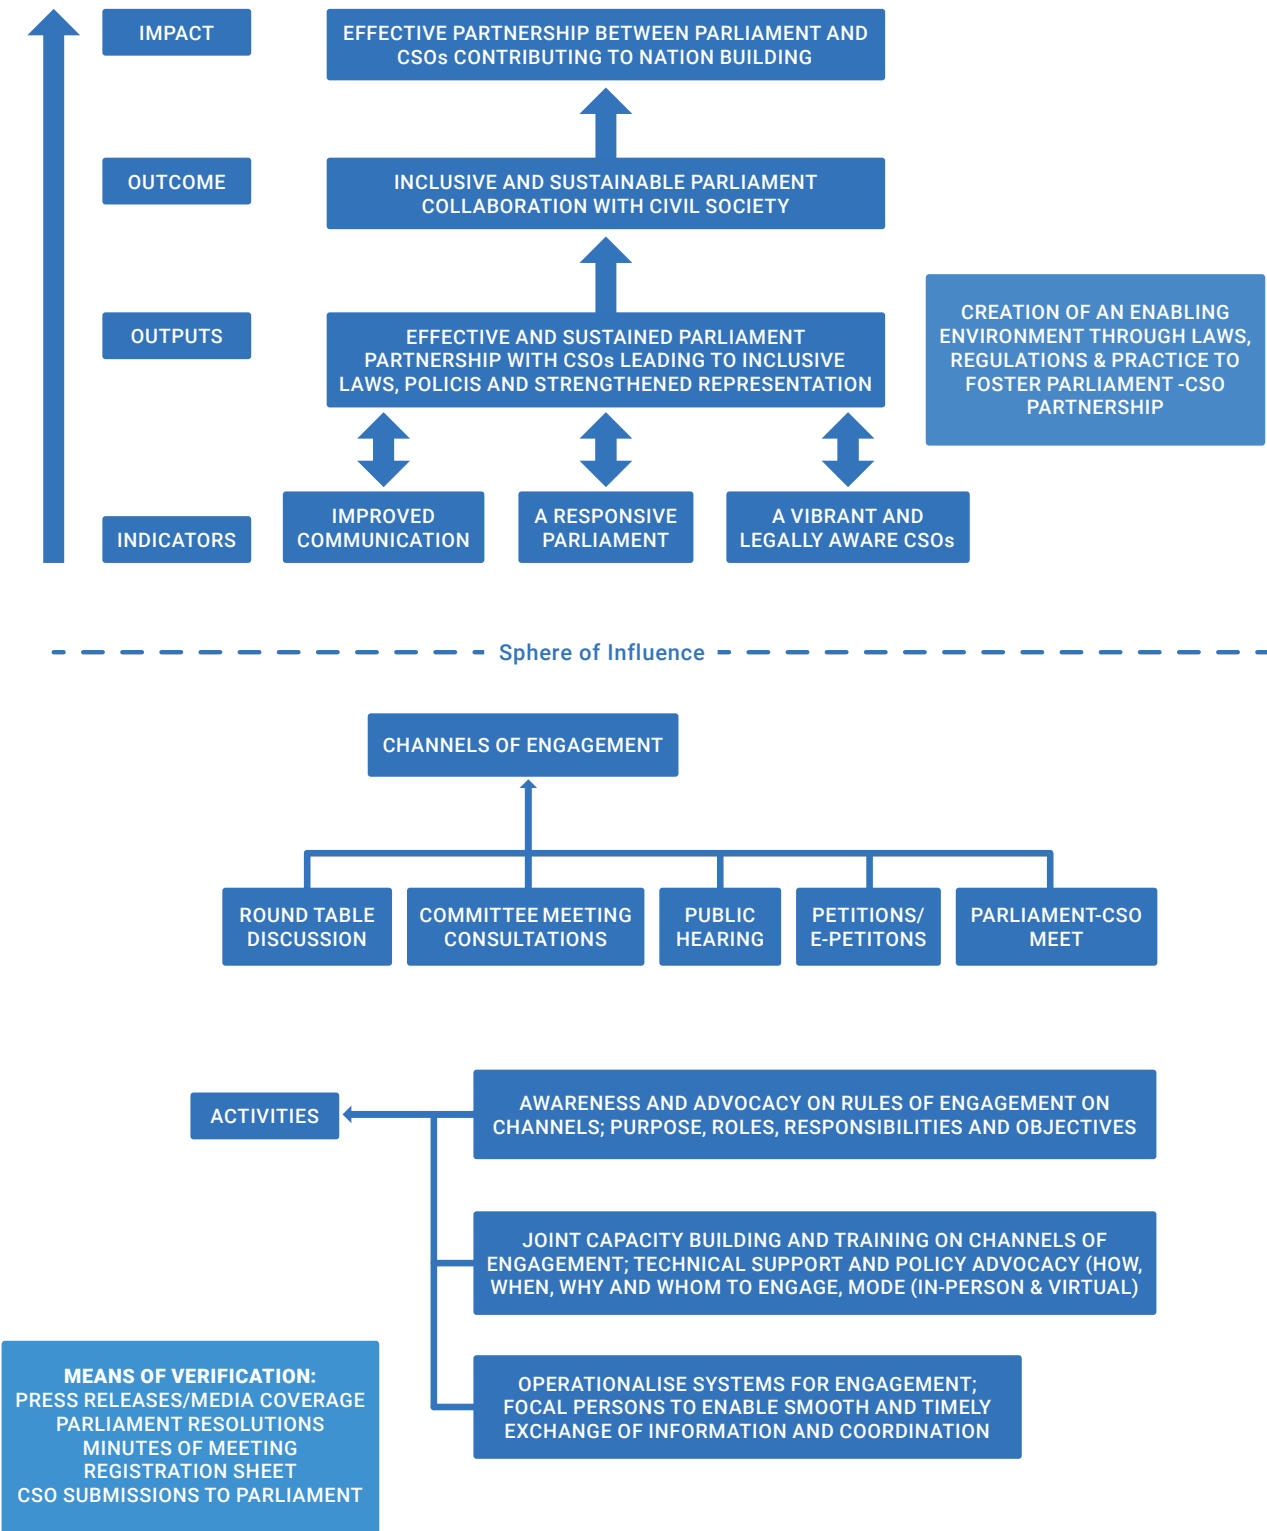 IMPACT
EFFECTIVE PARTNERSHIP BETWEEN PARLIAMENT AND
CSOs CONTRIBUTING TO NATION BUILDING
OUTCOME
INCLUSIVE AND SUSTAINABLE PARLIAMENT
COLLABORATION WITH CIVIL SOCIETY
OUTPUTS
EFFECTIVE AND SUSTAINED PARLIAMENT
PARTNERSHIP WITH CSOs LEADING TO INCLUSIVE
LAWS, POLICIS AND STRENGTHENED REPRESENTATION
CREATION OF AN ENABLING
ENVIRONMENT THROUGH LAWS,
REGULATIONS & PRACTICE TO
FOSTER PARLIAMENT -CSO
PARTNERSHIP
INDICATORS
IMPROVED
COMMUNICATION
A RESPONSIVE
PARLIAMENT
A VIBRANT AND
LEGALLY AWARE CSOs
Sphere of Influence
CHANNELS OF ENGAGEMENT
ROUND TABLE
DISCUSSION
COMMITTEE MEETING
CONSULTATIONS
PUBLIC
HEARING
PETITIONS/
E-PETITONS
PARLIAMENT-CSO
MEET
ACTIVITIES
AWARENESS AND ADVOCACY ON RULES OF ENGAGEMENT ON
CHANNELS; PURPOSE, ROLES, RESPONSIBILITIES AND OBJECTIVES
JOINT CAPACITY BUILDING AND TRAINING ON CHANNELS OF
ENGAGEMENT; TECHNICAL SUPPORT AND POLICY ADVOCACY (HOW,
WHEN, WHY AND WHOM TO ENGAGE, MODE (IN-PERSON & VIRTUAL)
OPERATIONALISE SYSTEMS FOR ENGAGEMENT;
FOCAL PERSONS TO ENABLE SMOOTH AND TIMELY
EXCHANGE OF INFORMATION AND COORDINATION
MEANS OF VERIFICATION:
PRESS RELEASES/MEDIA COVERAGE
PARLIAMENT RESOLUTIONS
MINUTES OF MEETING
REGISTRATION SHEET
CSO SUBMISSIONS TO PARLIAMENT